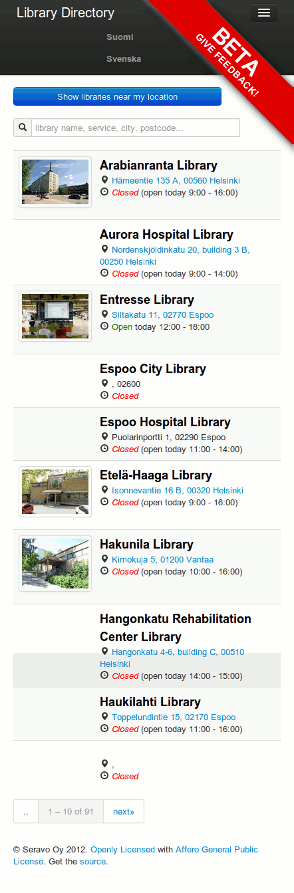 Library Directory
Suomi
Svenska
BETA
GIVE FEEDBACK!
Show libraries near my location
library name, service, city, postcode...
Arabianranta Library
Hämeentie 135 A, 00560 Helsinki
Closed (open today 9:00 - 16:00)
Aurora Hospital Library
Nordenskjöldinkatu 20, building 3 B,
00250 Helsinki
Closed (open today 9:00 - 14:00)
Entresse Library
Siltakatu 11, 02770 Espoo
Open today 12:00 - 18:00
Espoo City Library
, 02600
Closed
Espoo Hospital Library
Puolarinportti 1, 02290 Espoo
Closed (open today 11:00 - 14:00)
Etelä-Haaga Library
Isonnevantie 16 B, 00320 Helsinki
Closed (open today 9:00 - 16:00)
Hakunila Library
Kimokuja 5, 01200 Vantaa
Closed (open today 10:00 - 16:00)
Hangonkatu Rehabilitation
Center Library
Hangonkatu 4-6, building C, 00510
Helsinki
Closed (open today 14:00 - 15:00)
Haukilahti Library
Toppelundintie 15, 02170 Espoo
Closed (open today 11:00 - 16:00)
,
Closed
.. 1 – 10 of 91 next»
© Seravo Oy 2012. Openly Licensed with Affero General Public
License. Get the source.